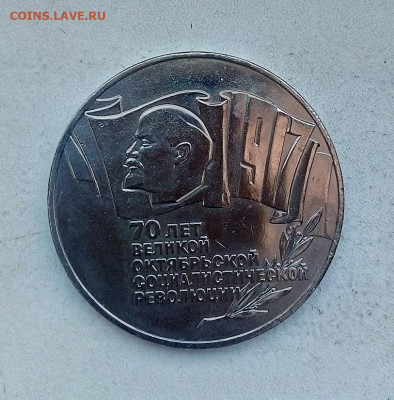 COINS.LAVE.RU
1917
70 ЛЕТ
ВЕЛИКОЙ
ОКТЯБРЬСКОЙ
СОЦИАЛИСТИЧЕСКОЙ
РЕВОЛЮЦИИ